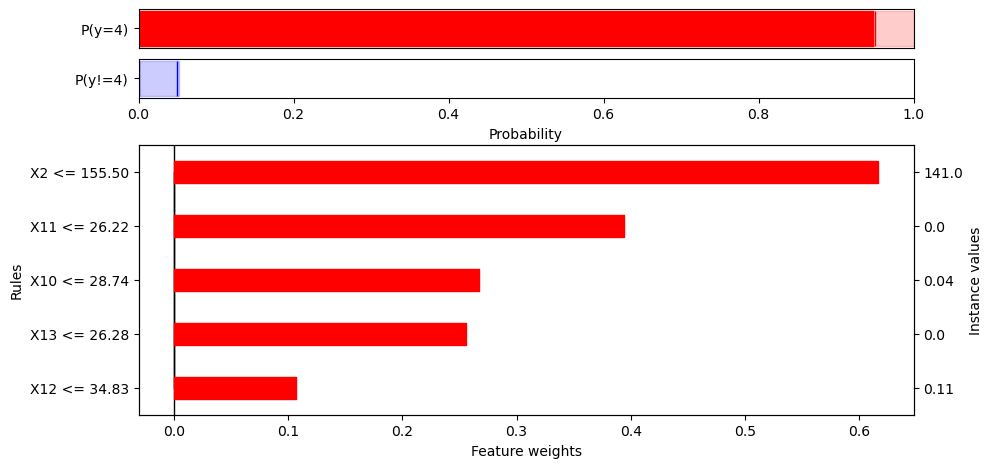 P(y=4)
P(y!=4)
0.0 0.2 0.4 0.6 0.8 1.0
Probability
Rules
X2 <= 155.50 141.0
X11 <= 26.22 0.0
X10 <= 28.74 0.04
X13 <= 26.28 0.0
X12 <= 34.83 0.11
Instance values
0.0 0.1 0.2 0.3 0.4 0.5 0.6
Feature weights